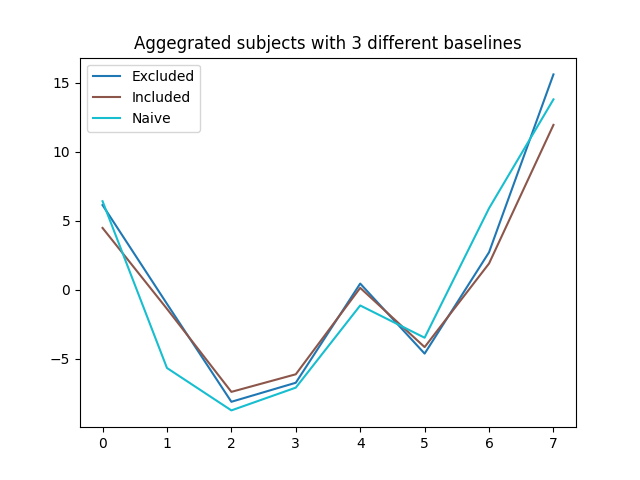 Aggegrated subjects with 3 different baselines
Excluded
Included
Naive
15
10
5
0
−5
0 1 2 3 4 5 6 7